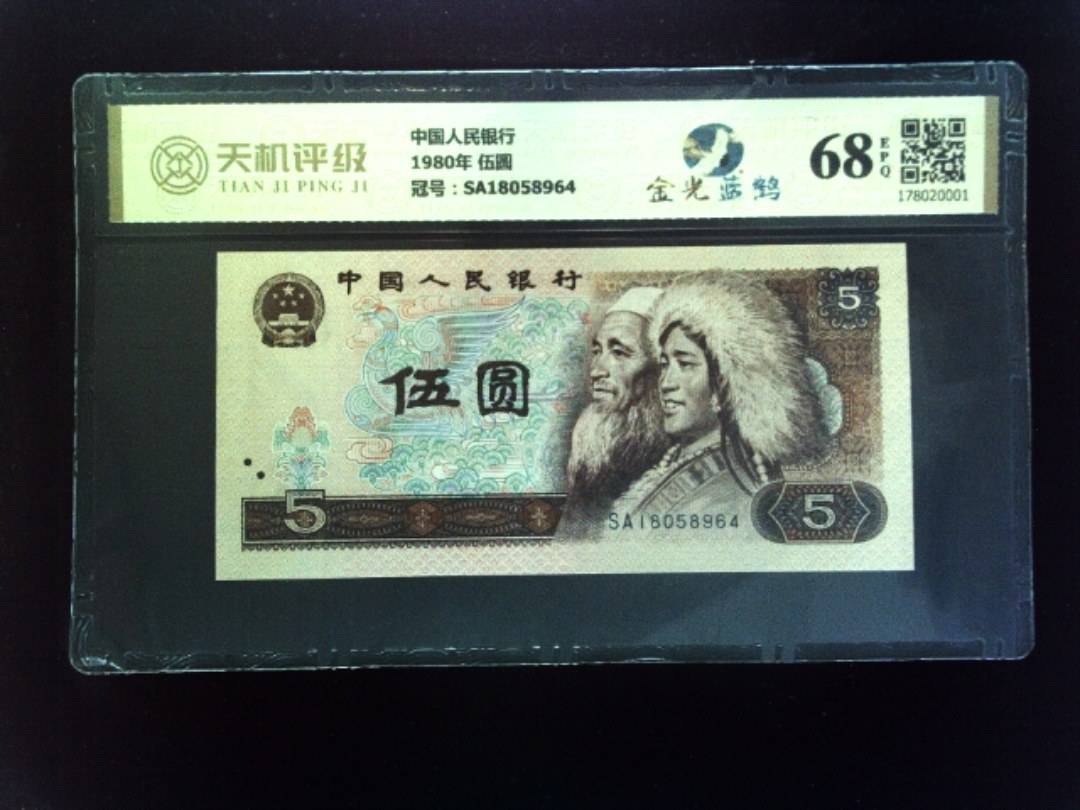 天机评级
TIAN JI PING JI
中国人民银行
1980年 伍圆
冠号：SA18058964
金光蓝鹤
68 EPQ
178020001
中国人民银行
5
伍圆
5
SA18058964
5